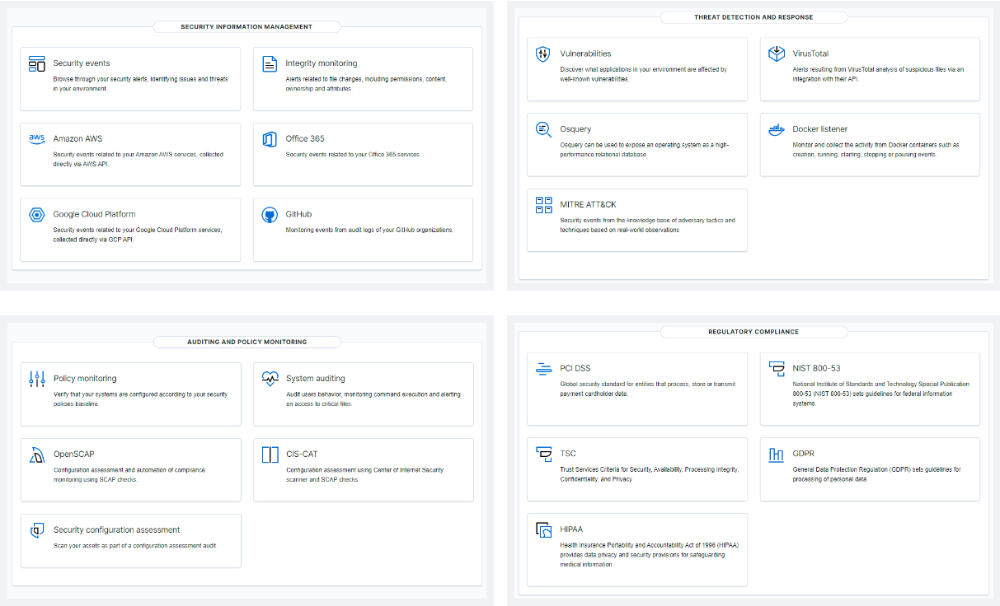 SECURITY INFORMATION MANAGEMENT
Security events
Browse through your security alerts, identifying issues and threats
in your environment.
Integrity monitoring
Alerts related to file changes, including permissions, content,
ownership and attributes.
aws
Amazon AWS
Security events related to your Amazon AWS services, collected
directly via AWS API.
Office 365
Security events related to your Office 365 services.
Google Cloud Platform
Security events related to your Google Cloud Platform services,
collected directly via GCP API.
GitHub
Monitoring events from audit logs of your GitHub organizations.
THREAT DETECTION AND RESPONSE
Vulnerabilities
Discover what applications in your environment are affected by
well-known vulnerabilities.
VirusTotal
Alerts resulting from VirusTotal analysis of suspicious files via an
integration with their API.
Osquery
Osquery can be used to expose an operating system as a high-
performance relational database.
Docker listener
Monitor and collect the activity from Docker containers such as
creation, running, starting, stopping or pausing events.
MITRE ATT&CK
Security events from the knowledge base of adversary tactics and
techniques based on real-world observations
AUDITING AND POLICY MONITORING
Policy monitoring
Verify that your systems are configured according to your security
policies baseline.
System auditing
Audit users behavior, monitoring command execution and alerting
on access to critical files.
OpenSCAP
Configuration assessment and automation of compliance
monitoring using SCAP checks.
CIS-CAT
Configuration assessment using Center of Internet Security
scanner and SCAP checks.
Security configuration assessment
Scan your assets as part of a configuration assessment audit.
REGULATORY COMPLIANCE
PCI DSS
Global security standard for entities that process, store or transmit
payment cardholder data.
NIST 800-53
National Institute of Standards and Technology Special Publication
800-53 (NIST 800-53) sets guidelines for federal information
systems.
TSC
Trust Services Criteria for Security, Availability, Processing Integrity,
Confidentiality, and Privacy
GDPR
General Data Protection Regulation (GDPR) sets guidelines for
processing of personal data.
HIPAA
Health Insurance Portability and Accountability Act of 1996 (HIPAA)
provides data privacy and security provisions for safeguarding
medical information.